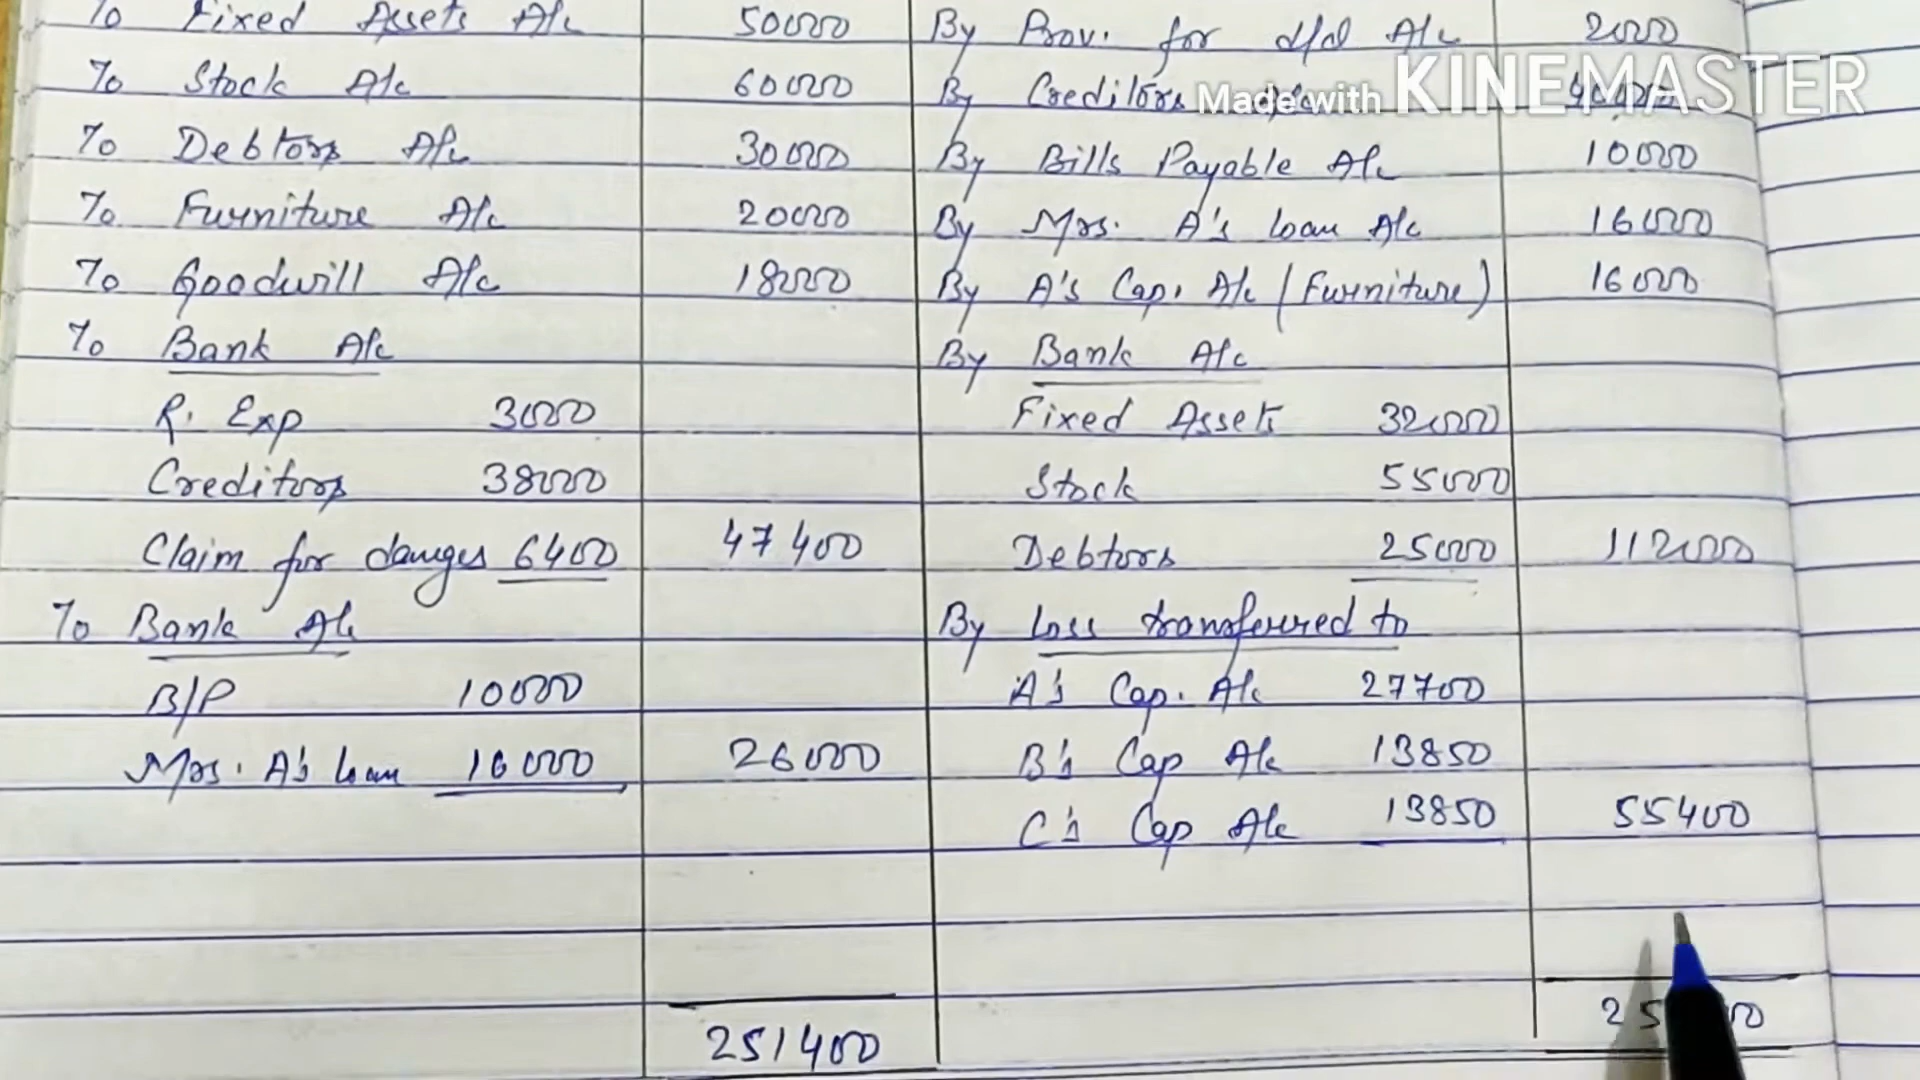 To Fixed Assets A/c 50000 By Prov. for d/d A/c 2000
To Stock A/c 60000 By Creditors
Made with KINEMASTER
To Debtors A/c 30000 By Bills Payable A/c 10000
To Furniture A/c 20000 By Mrs. A's loan A/c 16000
To Goodwill A/c 18000 By A's Cap. A/c (Furniture) 16000
To Bank A/c By Bank A/c
R. Exp 3000 Fixed Assets 32000
Creditors 38000 Stock 55000
Claim for danges 6400 47400 Debtors 25000 112000
To Bank A/c By Loss transferred to
B/P 10000 A's Cap. A/c 27700
Mrs. A's loan 16000 26000 B's Cap A/c 13850
C's Cap A/c 13850 55400
251400